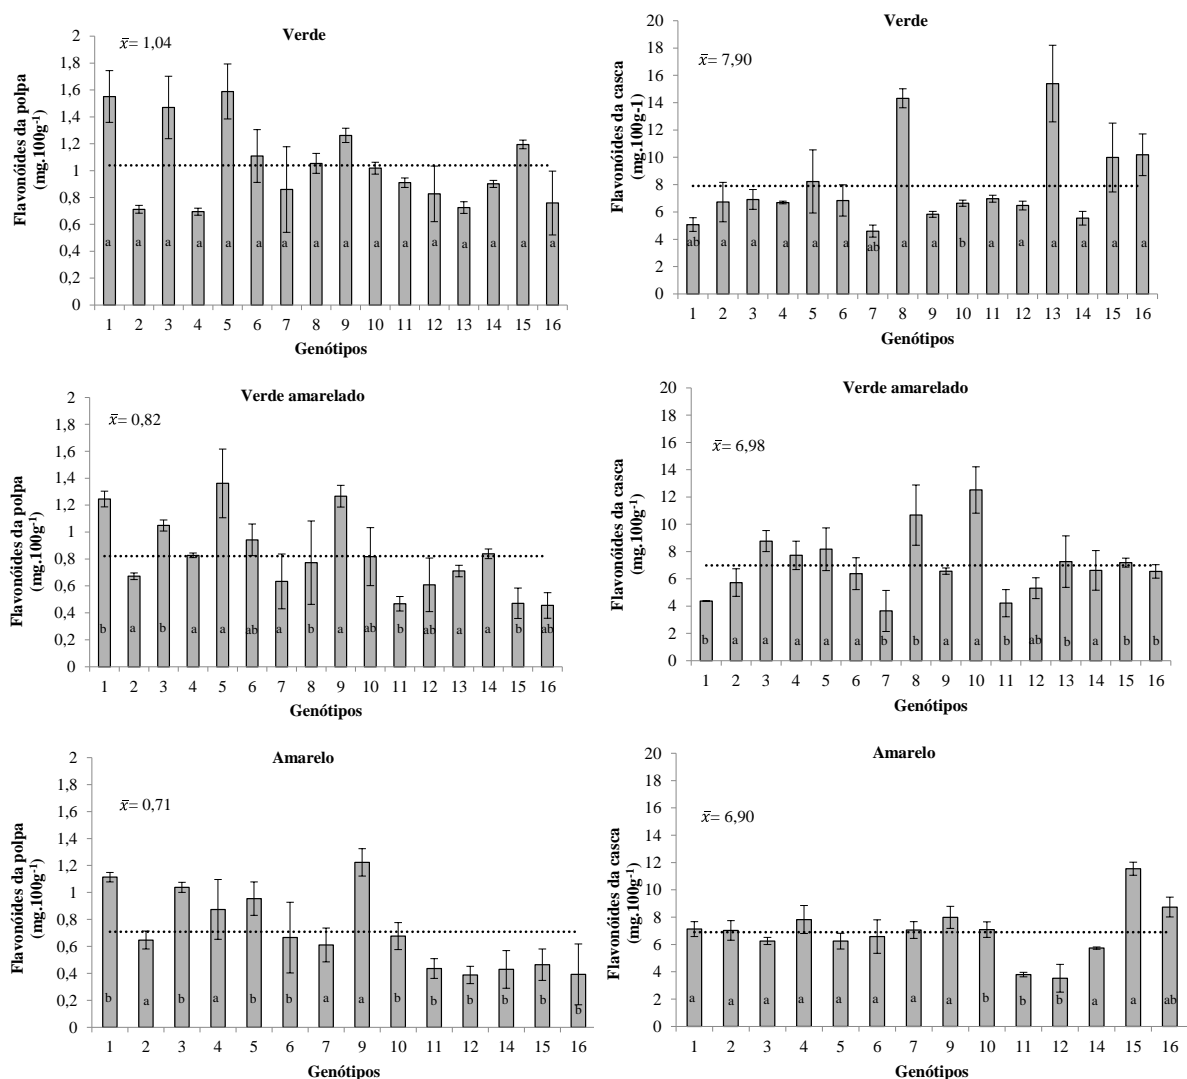 Verde
x̄= 1,04
Flavonóides da polpa
(mg.100g⁻¹)
2
1,8
1,6
1,4
1,2
1
0,8
0,6
0,4
0,2
0
a a a a a a a a a a a a a a a a
1 2 3 4 5 6 7 8 9 10 11 12 13 14 15 16
Genótipos
Verde
x̄= 7,90
Flavonóides da casca
(mg.100g-1)
20
18
16
14
12
10
8
6
4
2
0
ab a a a a a ab a a b a a a a a a
1 2 3 4 5 6 7 8 9 10 11 12 13 14 15 16
Genótipos
Verde amarelado
x̄= 0,82
Flavonóides da polpa
(mg.100g⁻¹)
2
1,8
1,6
1,4
1,2
1
0,8
0,6
0,4
0,2
0
b a b a a ab a b a ab b ab a a b ab
1 2 3 4 5 6 7 8 9 10 11 12 13 14 15 16
Genótipos
Verde amarelado
x̄= 6,98
Flavonóides da casca
(mg.100g⁻¹)
20
18
16
14
12
10
8
6
4
2
0
b a a a a a b b a a b ab b a b b
1 2 3 4 5 6 7 8 9 10 11 12 13 14 15 16
Genótipos
Amarelo
x̄= 0,71
Flavonóides da polpa
(mg.100g⁻¹)
2
1,8
1,6
1,4
1,2
1
0,8
0,6
0,4
0,2
0
b a b a b b a a b b b b b b
1 2 3 4 5 6 7 9 10 11 12 14 15 16
Genótipos
Amarelo
x̄= 6,90
Flavonóides da casca
(mg.100g⁻¹)
20
18
16
14
12
10
8
6
4
2
0
a a a a a a a a b b b a a ab
1 2 3 4 5 6 7 9 10 11 12 14 15 16
Genótipos